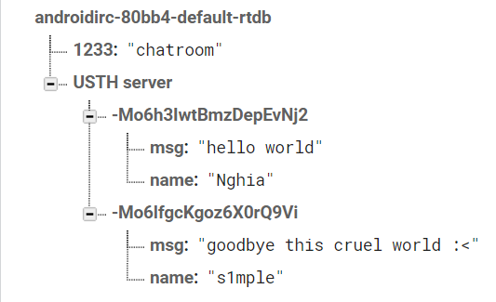 androidirc-80bb4-default-rtdb
1233: "chatroom"
USTH server
-Mo6h3IwtBmzDepEvNj2
msg: "hello world"
name: "Nghia"
-Mo6lfgcKgoz6X0rQ9Vi
msg: "goodbye this cruel world :<"
name: "s1mple"